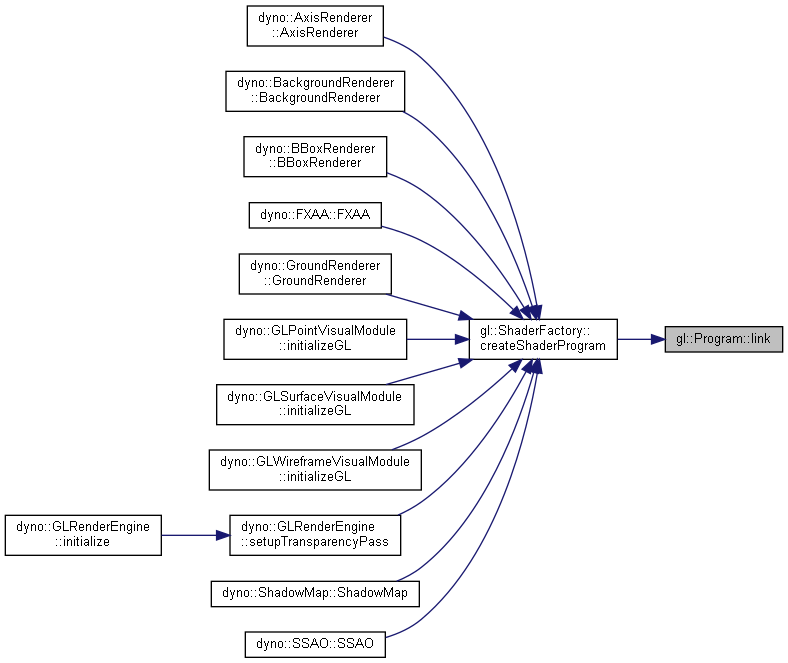 dyno::AxisRenderer
::AxisRenderer
dyno::BackgroundRenderer
::BackgroundRenderer
dyno::BBoxRenderer
::BBoxRenderer
dyno::FXAA::FXAA
dyno::GroundRenderer
::GroundRenderer
dyno::GLPointVisualModule
::initializeGL
gl::ShaderFactory::
createShaderProgram
gl::Program::link
dyno::GLSurfaceVisualModule
::initializeGL
dyno::GLWireframeVisualModule
::initializeGL
dyno::GLRenderEngine
::initialize
dyno::GLRenderEngine
::setupTransparencyPass
dyno::ShadowMap::ShadowMap
dyno::SSAO::SSAO